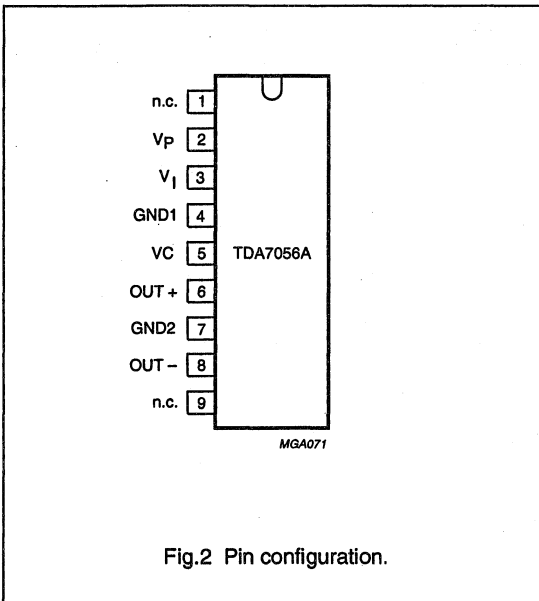 n.c. 1
VP 2
VI 3
GND1 4
VC 5 TDA7056A
OUT + 6
GND2 7
OUT – 8
n.c. 9
MGA071
Fig.2 Pin configuration.